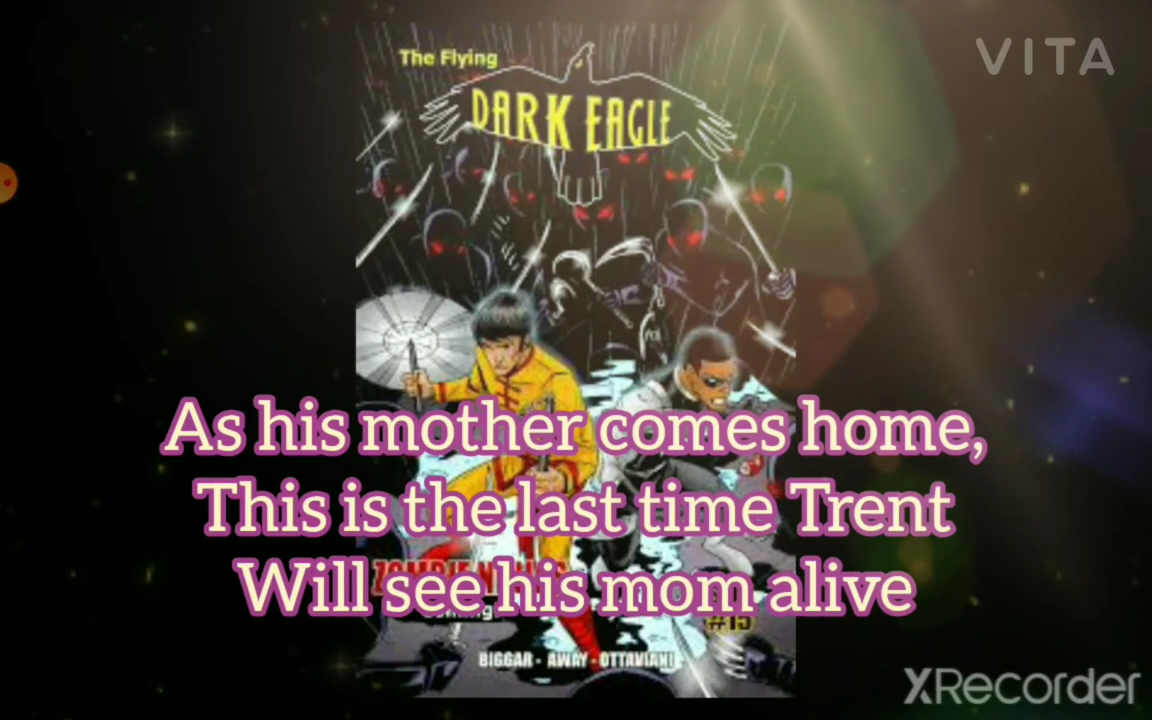 The Flying
VITA
DARK EAGLE
As his mother comes home,
This is the last time Trent
Will see his mom alive
#15
BIGGAR - AWAY - OTTAVIANI
XRecorder